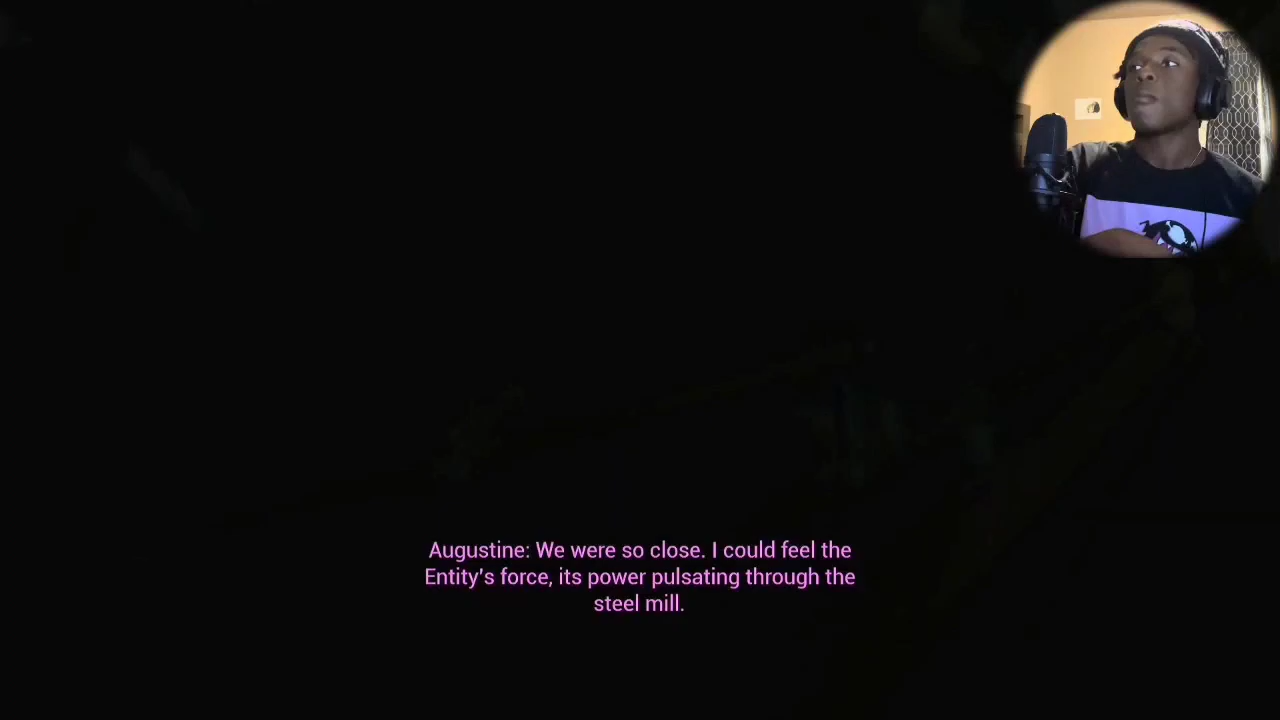 Augustine: We were so close. I could feel the
Entity's force, its power pulsating through the
steel mill.